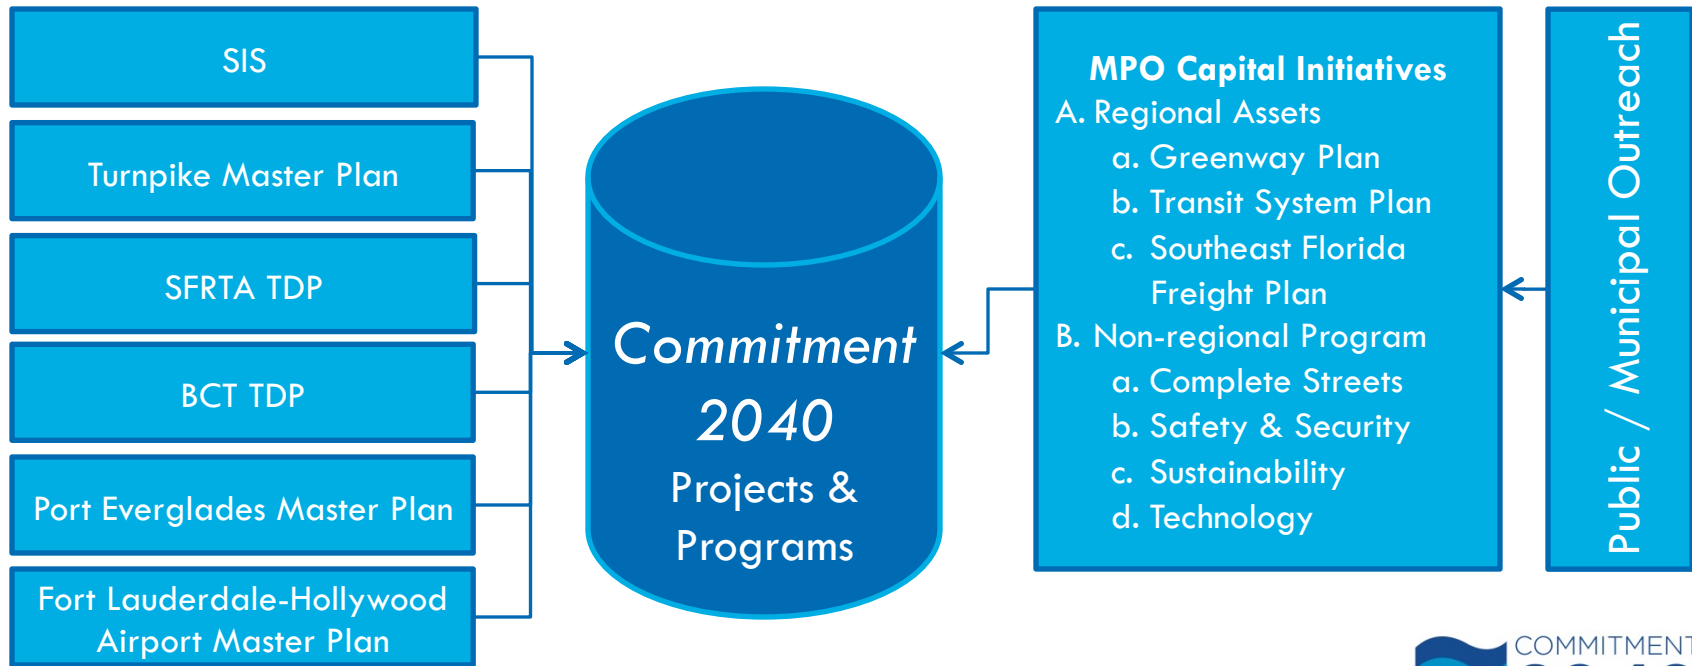 SIS
Turnpike Master Plan
SFRTA TDP
BCT TDP
Port Everglades Master Plan
Fort Lauderdale-Hollywood
Airport Master Plan
Commitment
2040
Projects &
Programs
MPO Capital Initiatives
A. Regional Assets
a. Greenway Plan
b. Transit System Plan
c. Southeast Florida
Freight Plan
B. Non-regional Program
a. Complete Streets
b. Safety & Security
c. Sustainability
d. Technology
Public / Municipal Outreach
COMMITMENT